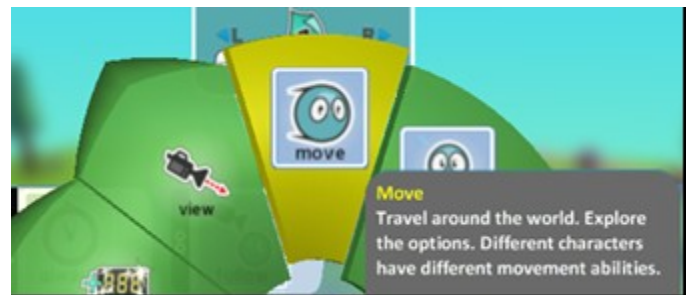 L R
move
view
Move
Travel around the world. Explore
the options. Different characters
have different movement abilities.